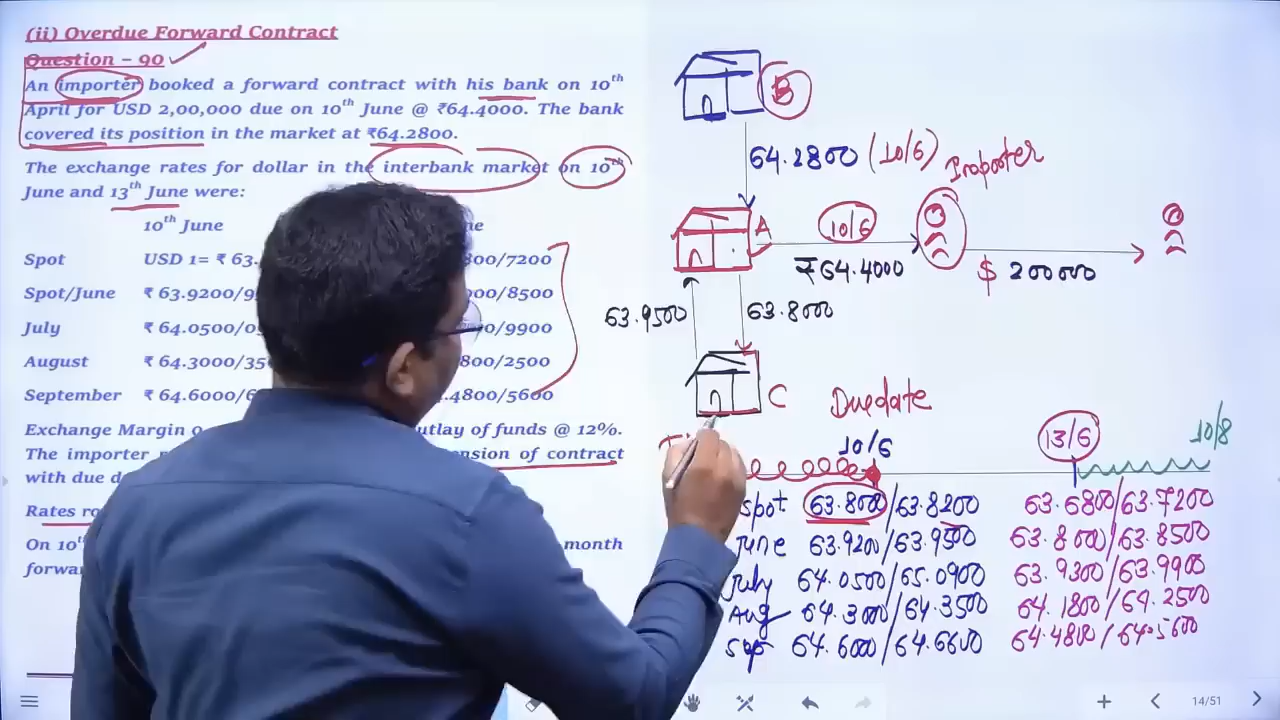 (ii) Overdue Forward Contract
Question – 90
An importer booked a forward contract with his bank on 10th
April for USD 2,00,000 due on 10th June @ ₹64.4000. The bank
covered its position in the market at ₹64.2800.
The exchange rates for dollar in the interbank market on 10th
June and 13th June were:
10th June
Spot USD 1= ₹ 63. 800/7200
Spot/June ₹ 63.9200/9 00/8500
July ₹ 64.0500/0 0/9900
August ₹ 64.3000/35 800/2500
September ₹ 64.6000/6 .4800/5600
Exchange Margin outlay of funds @ 12%.
The importer nsion of contract
with due d
Rates ro
On 10t month
forwa
B
64.2800 (10/6)
Importer
A
10/6
₹64.4000
$ 200000
63.9500
63.8000
C
Duedate
10/6
13/6
10/8
spot 63.8000/63.8200 63.6800/63.7200
June 63.9200/63.9500 63.8000/63.8500
July 64.0500/65.0900 63.9300/63.9900
Aug 64.3000/64.3500 64.1800/64.2500
Sep 64.6000/64.6600 64.4800/64.5600
14/51